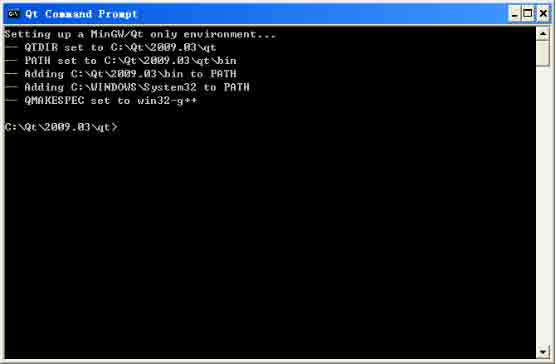 Qt Command Prompt
Setting up a MinGW/Qt only environment...
-- QTDIR set to C:\Qt\2009.03\qt
-- PATH set to C:\Qt\2009.03\qt\bin
-- Adding C:\Qt\2009.03\bin to PATH
-- Adding C:\WINDOWS\System32 to PATH
-- QMAKESPEC set to win32-g++
C:\Qt\2009.03\qt>